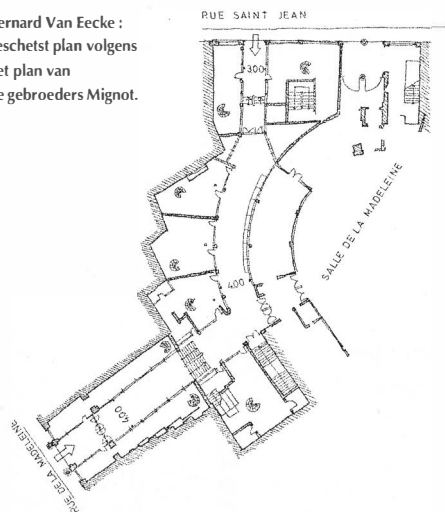 ernard Van Eecke :
eschetst plan volgens
et plan van
e gebroeders Mignot.
RUE SAINT JEAN
300
SALLE DE LA MADELEINE
400
400
RUE DE LA MADELEINE